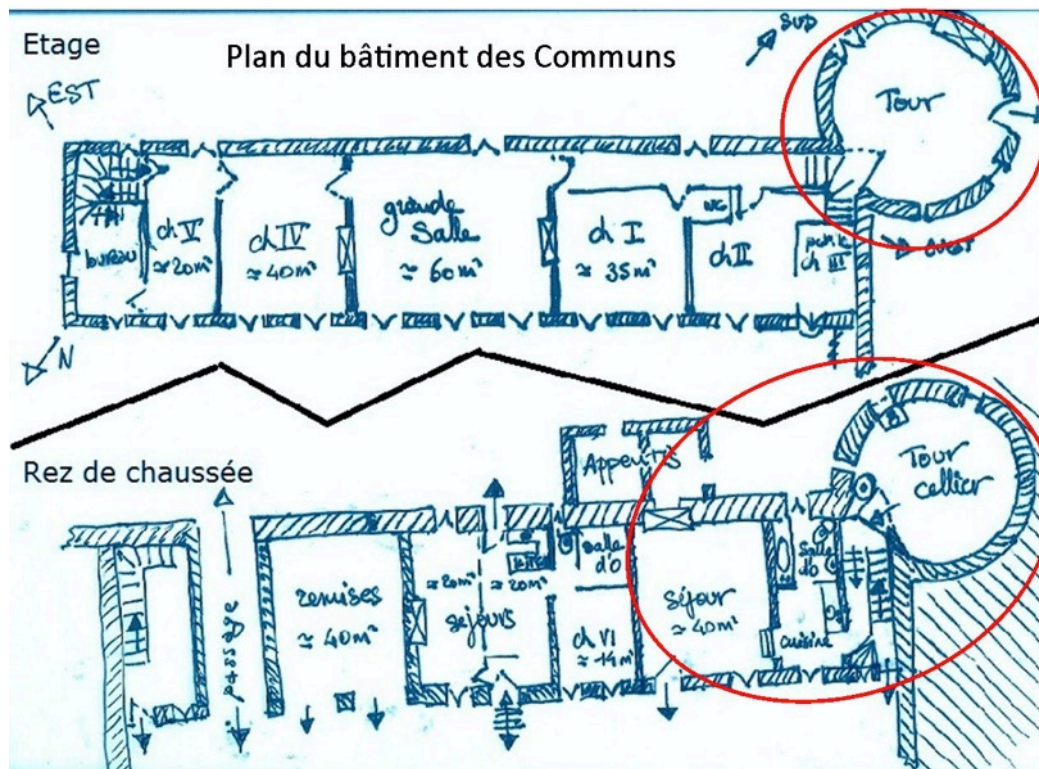 Etage
Plan du bâtiment des Communs
SUD
EST
Tour
grande
Salle
≃ 60m²
ch V
≃ 20m²
ch IV
≃ 40m²
ch I
≃ 35m²
WC
ch II
petite
ch III
bureau
OUEST
N
Rez de chaussée
Appentis
Tour
cellier
remises
≃ 40m²
≃ 20m²
≃ 20m²
séjours
Salle
d'O
ch VI
≃ 14m²
séjour
≃ 40m²
Salle
d'O
cuisine
passage